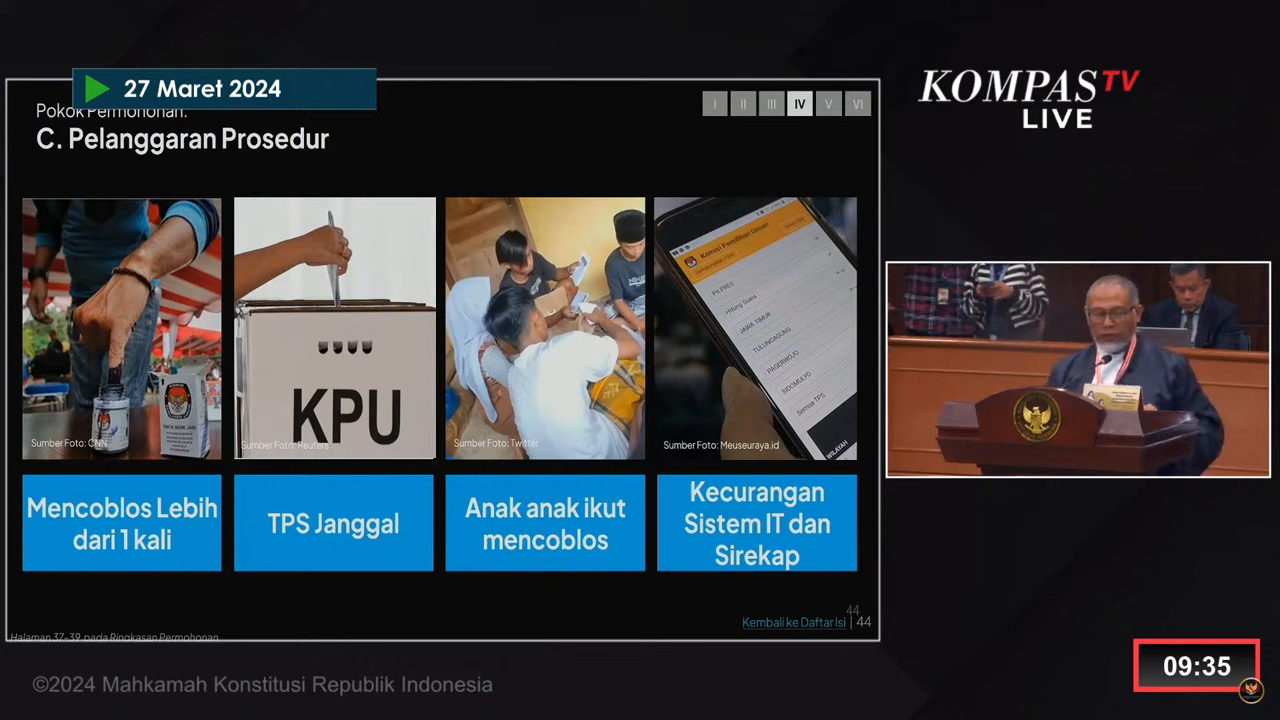 27 Maret 2024
KOMPAS TV
LIVE
Pokok Permohonan:
C. Pelanggaran Prosedur
I II III IV V VI
Sumber Foto: CNN
TINTA SIDIK JARI
KPU
Sumber Foto: Reuters
Sumber Foto: Twitter
Komisi Pemilihan Umum
PILPRES
Hitung Suara
JAWA TIMUR
TULUNGAGUNG
PAGERWOJO
SIDOMULYO
Semua TPS
WILAYAH
Sumber Foto: Meuseuraya.id
Mencoblos Lebih
dari 1 kali
TPS Janggal
Anak anak ikut
mencoblos
Kecurangan
Sistem IT dan
Sirekap
44
Kembali ke Daftar Isi | 44
Halaman 37-39 pada Ringkasan Permohonan
©2024 Mahkamah Konstitusi Republik Indonesia
09:35